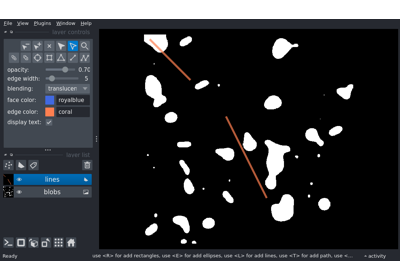 File View Plugins Window Help
layer controls
opacity: 0.70
edge width: 5
blending: translucen
face color: royalblue
edge color: coral
display text:
layer list
lines
blobs
Ready use <R> for add rectangles, use <E> for add ellipses, use <L> for add lines, use <T> for add path, use <... activity